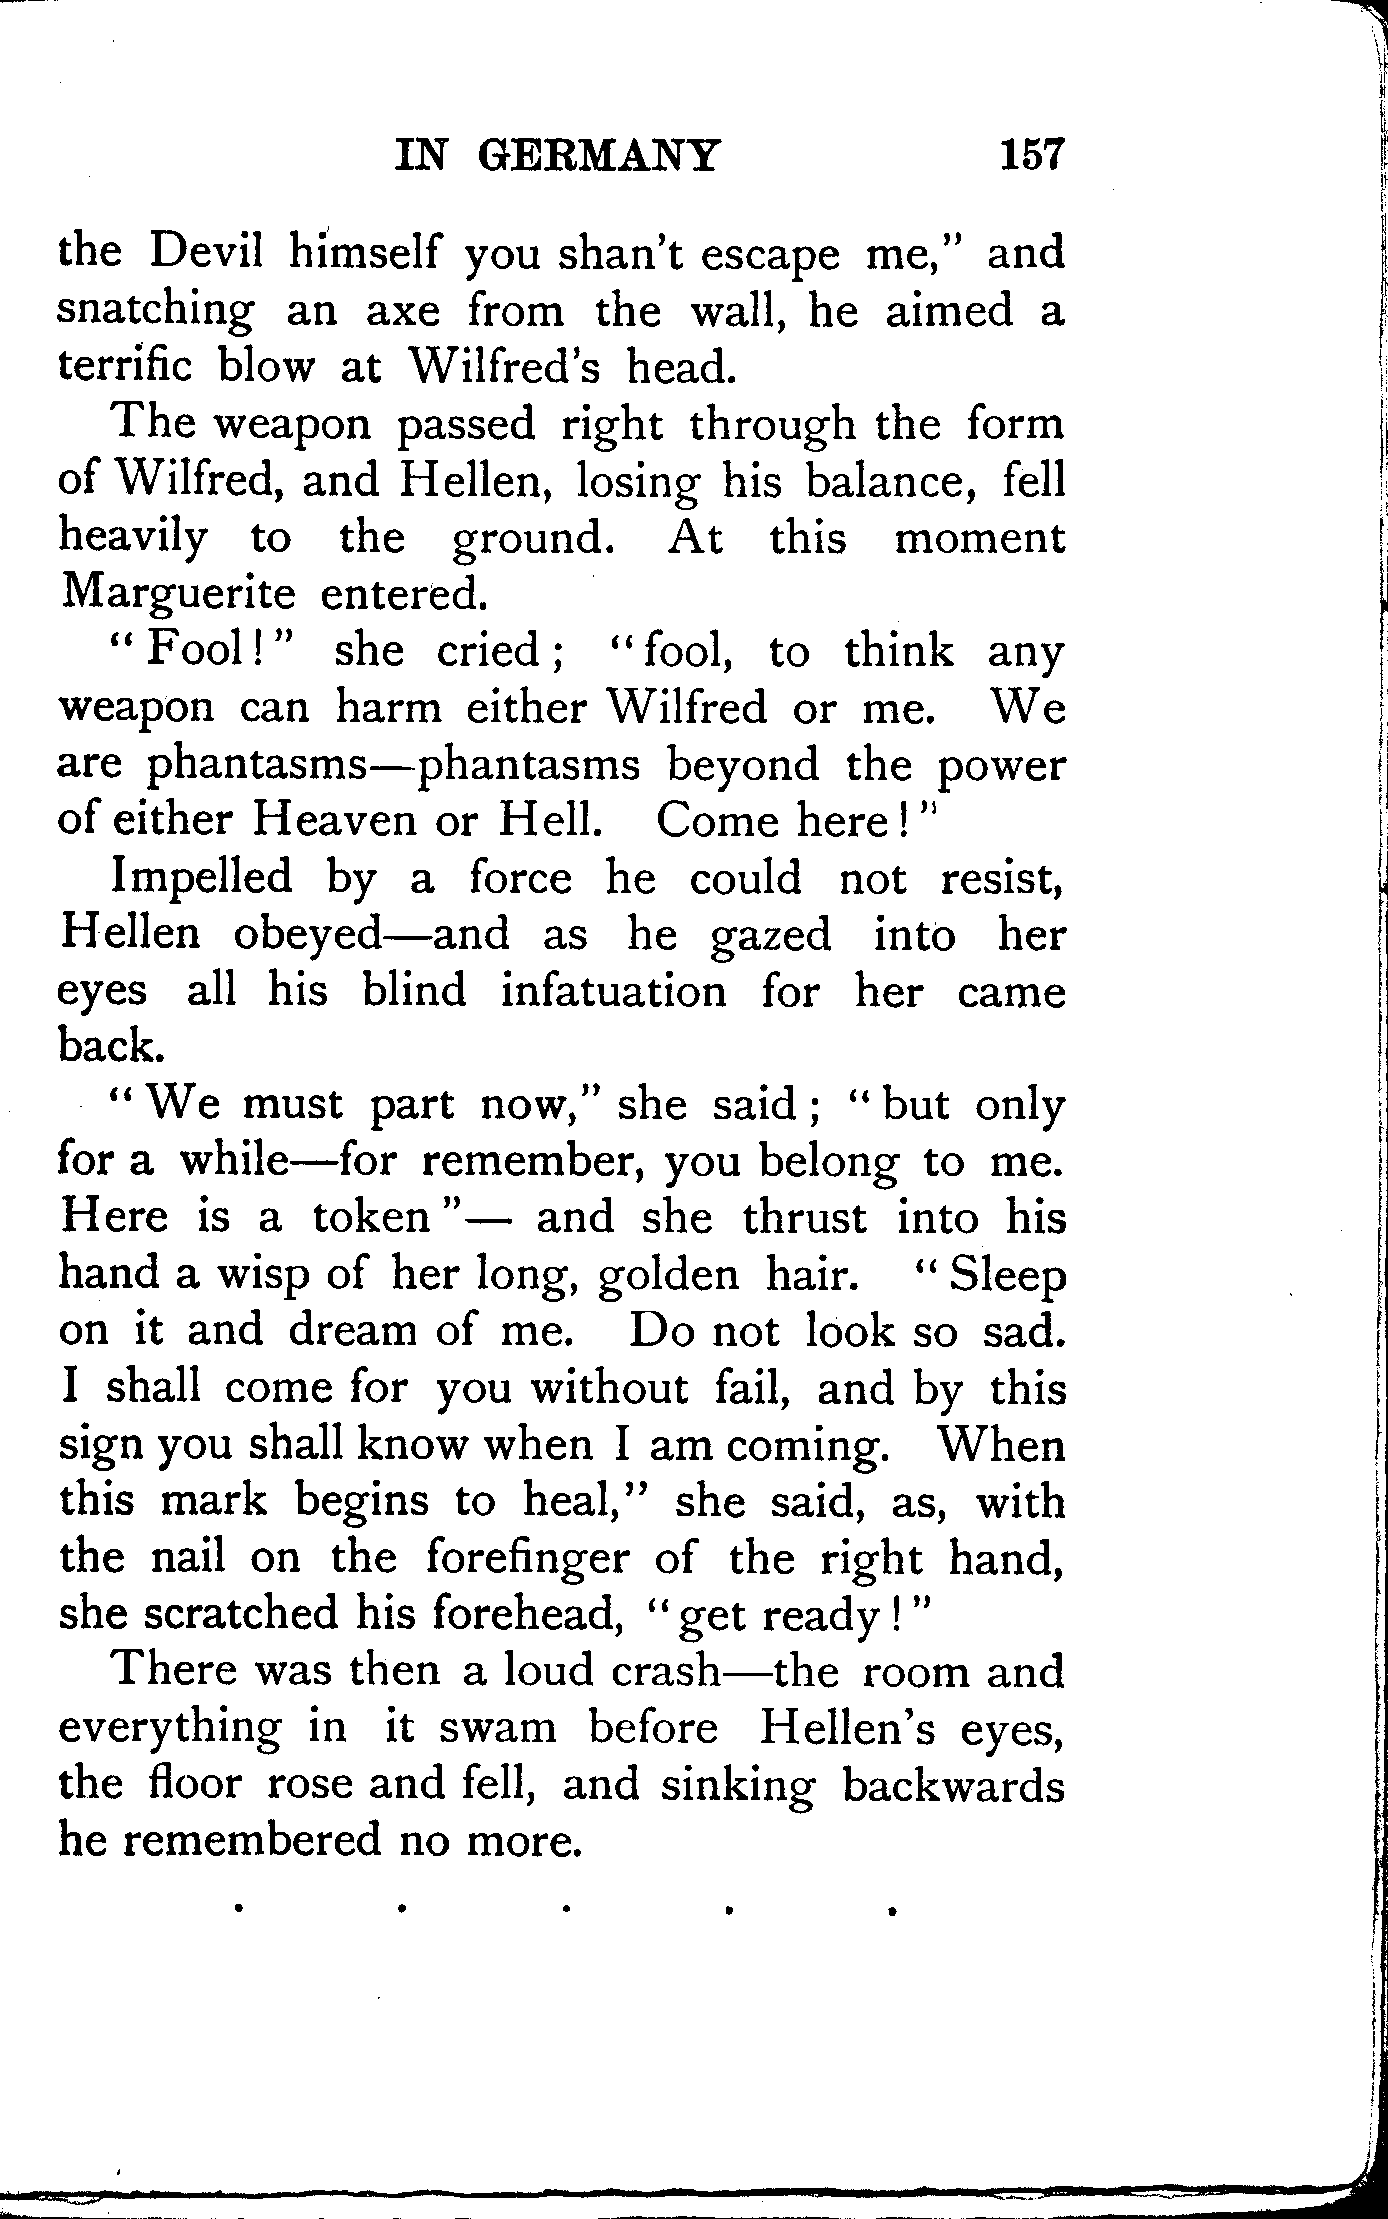 IN GERMANY 157
the Devil himself you shan't escape me," and
snatching an axe from the wall, he aimed a
terrific blow at Wilfred's head.
The weapon passed right through the form
of Wilfred, and Hellen, losing his balance, fell
heavily to the ground. At this moment
Marguerite entered.
"Fool!" she cried; "fool, to think any
weapon can harm either Wilfred or me. We
are phantasms—phantasms beyond the power
of either Heaven or Hell. Come here!"
Impelled by a force he could not resist,
Hellen obeyed—and as he gazed into her
eyes all his blind infatuation for her came
back.
"We must part now," she said; "but only
for a while—for remember, you belong to me.
Here is a token"— and she thrust into his
hand a wisp of her long, golden hair. "Sleep
on it and dream of me. Do not look so sad.
I shall come for you without fail, and by this
sign you shall know when I am coming. When
this mark begins to heal," she said, as, with
the nail on the forefinger of the right hand,
she scratched his forehead, "get ready!"
There was then a loud crash—the room and
everything in it swam before Hellen's eyes,
the floor rose and fell, and sinking backwards
he remembered no more.
. . . . .